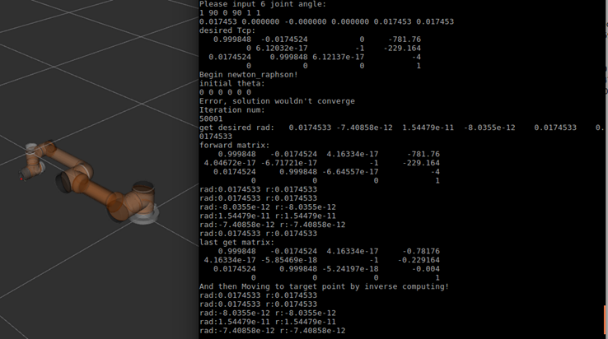 Please input 6 joint angle:
1 90 0 90 1 1
0.017453 0.000000 -0.000000 0.000000 0.017453 0.017453
desired Tcp:
0.999848 -0.0174524 0 -781.76
0 6.12032e-17 -1 -229.164
0.0174524 0.999848 6.12137e-17 -4
0 0 0 1
Begin newton_raphson!
initial theta:
0 0 0 0 0 0
Error, solution wouldn't converge
Iteration num:
50001
get desired rad: 0.0174533 -7.40858e-12 1.54479e-11 -8.0355e-12 0.0174533 0.
0174533
forward matrix:
0.999848 -0.0174524 4.16334e-17 -781.76
4.04672e-17 -6.71721e-17 -1 -229.164
0.0174524 0.999848 -6.64557e-17 -4
0 0 0 1
rad:0.0174533 r:0.0174533
rad:0.0174533 r:0.0174533
rad:-8.0355e-12 r:-8.0355e-12
rad:1.54479e-11 r:1.54479e-11
rad:-7.40858e-12 r:-7.40858e-12
rad:0.0174533 r:0.0174533
last get matrix:
0.999848 -0.0174524 4.16334e-17 -0.78176
4.16334e-17 -5.85469e-18 -1 -0.229164
0.0174524 0.999848 -5.24197e-18 -0.004
0 0 0 1
And then Moving to target point by inverse computing!
rad:0.0174533 r:0.0174533
rad:0.0174533 r:0.0174533
rad:-8.0355e-12 r:-8.0355e-12
rad:1.54479e-11 r:1.54479e-11
rad:-7.40858e-12 r:-7.40858e-12